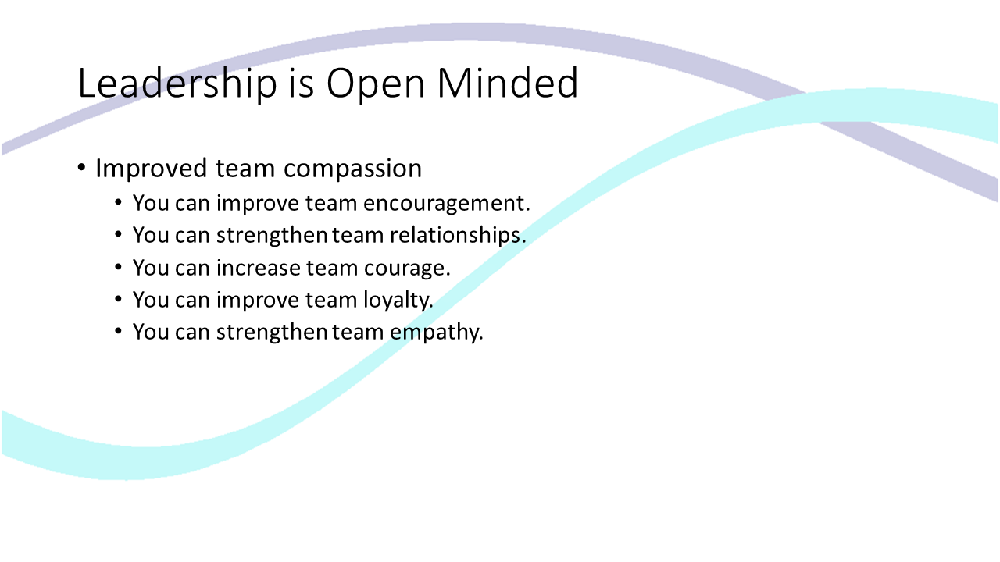 Leadership is Open Minded
• Improved team compassion
• You can improve team encouragement.
• You can strengthen team relationships.
• You can increase team courage.
• You can improve team loyalty.
• You can strengthen team empathy.